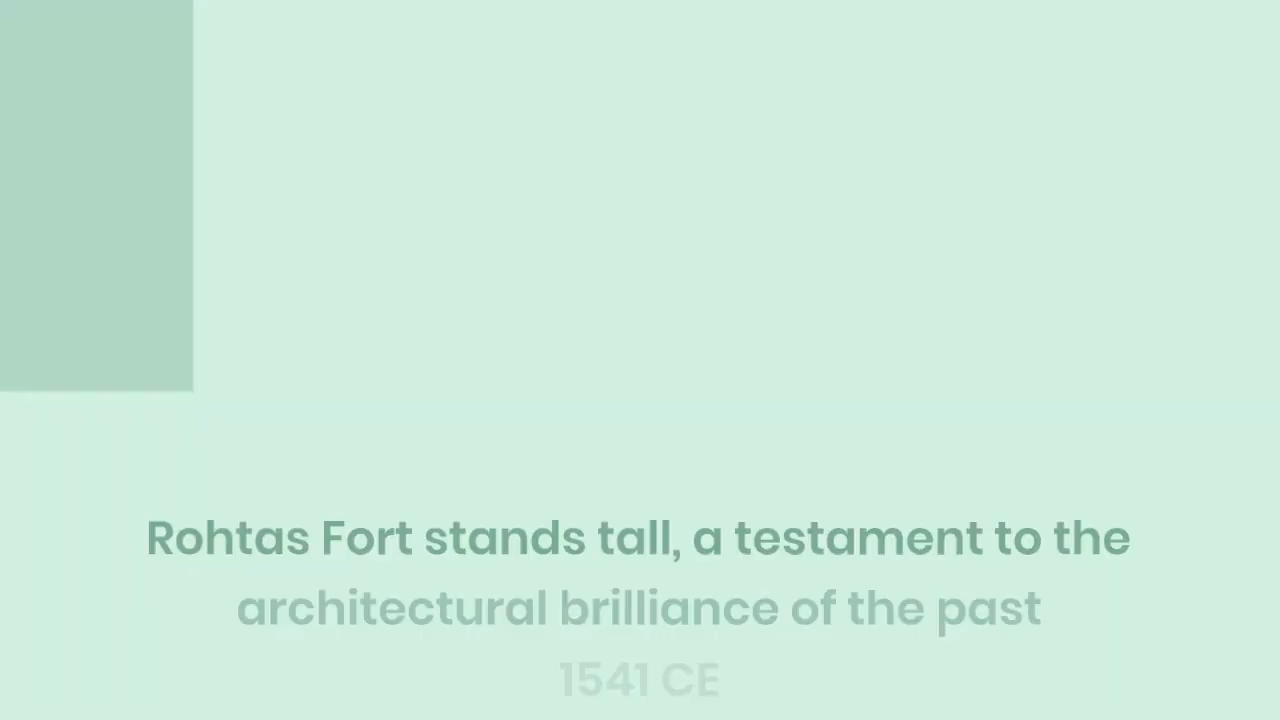 Rohtas Fort stands tall, a testament to the
architectural brilliance of the past
1541 CE